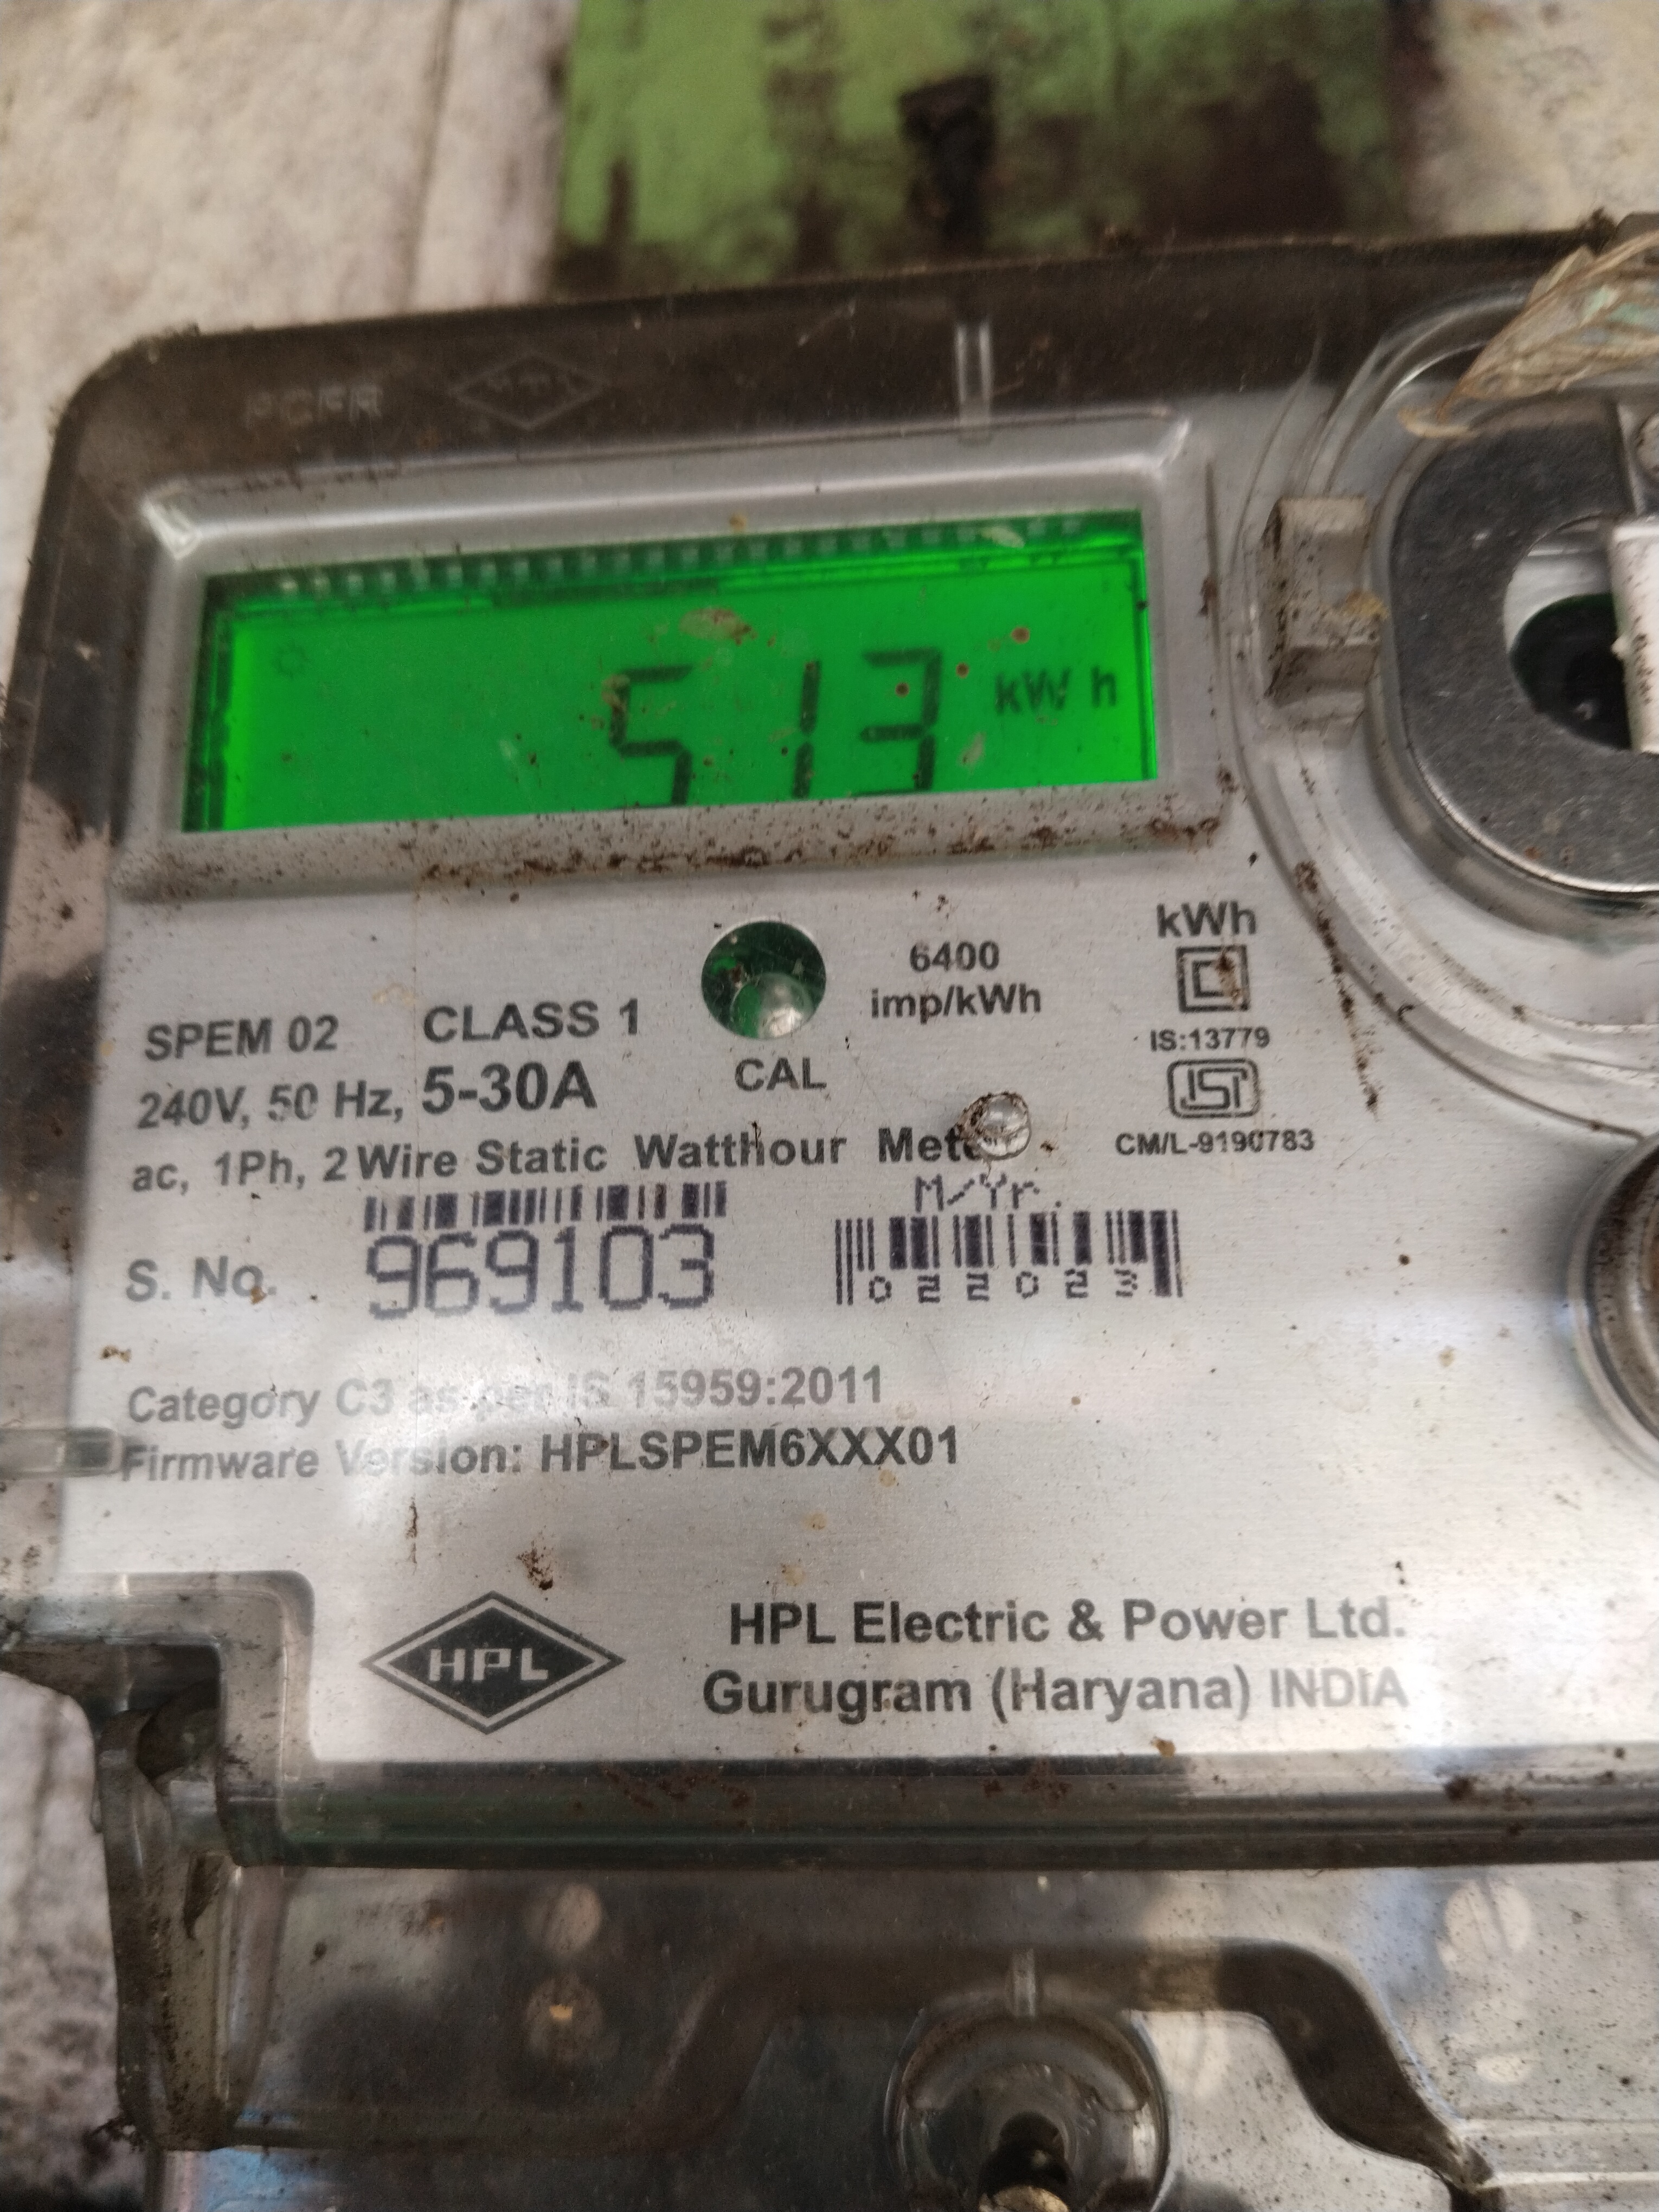 513 kWh
6400
imp/kWh
kWh
IS:13779
ISI
CM/L-9190783
CAL
SPEM 02 CLASS 1
240V, 50 Hz, 5-30A
ac, 1Ph, 2 Wire Static Watthour
M/Yr.
S. No. 969103
022023
Category C3 as per IS 15959:2011
Firmware Version: HPLSPEM6XXX01
HPL
HPL Electric & Power Ltd.
Gurugram (Haryana) INDIA